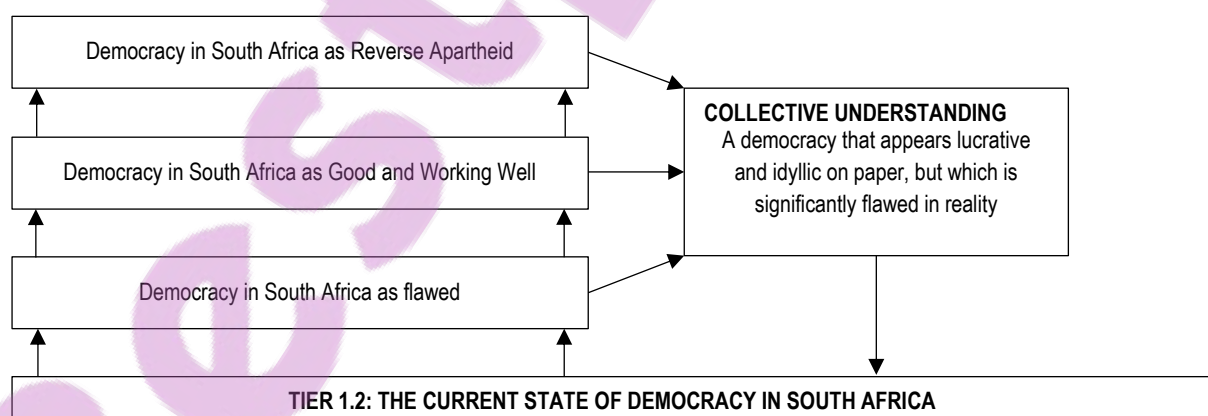 Democracy in South Africa as Reverse Apartheid
COLLECTIVE UNDERSTANDING
A democracy that appears lucrative
and idyllic on paper, but which is
significantly flawed in reality
Democracy in South Africa as Good and Working Well
Democracy in South Africa as flawed
TIER 1.2: THE CURRENT STATE OF DEMOCRACY IN SOUTH AFRICA